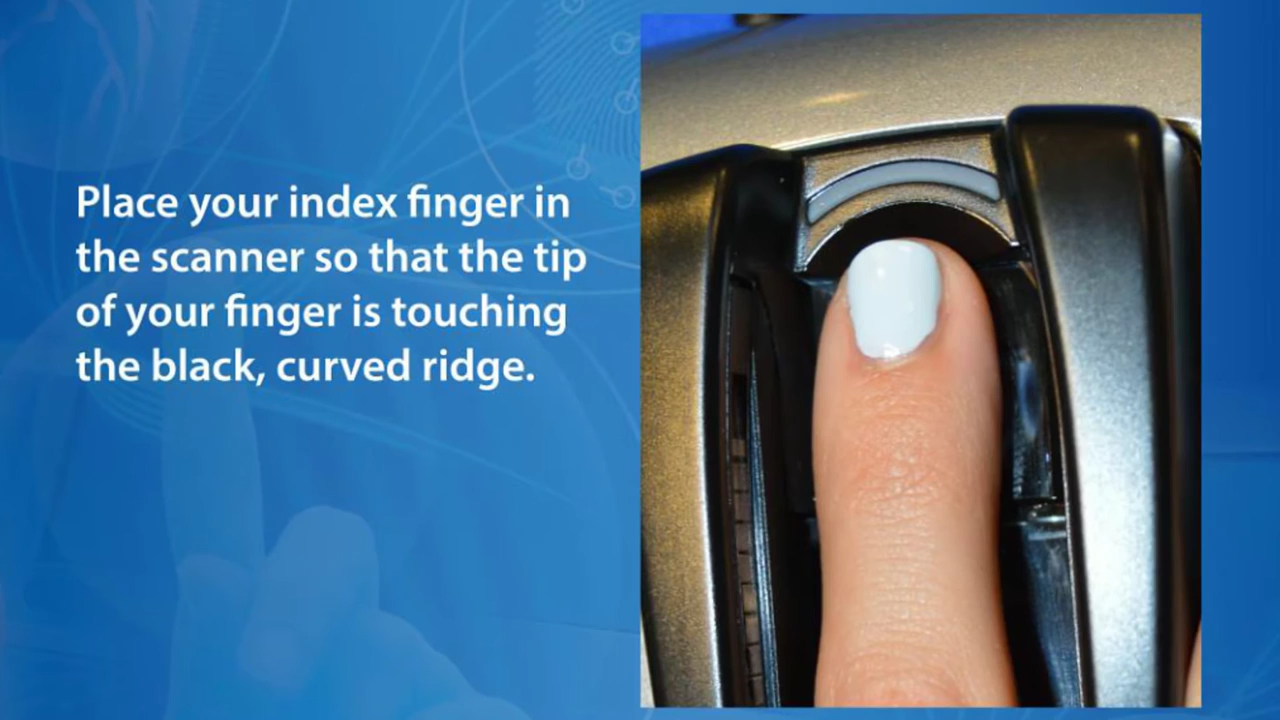 Place your index finger in
the scanner so that the tip
of your finger is touching
the black, curved ridge.